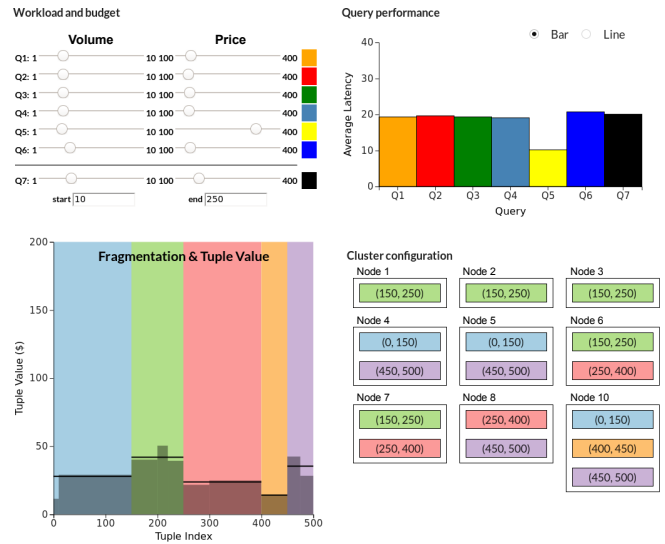 Workload and budget
Volume Price
Q1: 1 10 100 400
Q2: 1 10 100 400
Q3: 1 10 100 400
Q4: 1 10 100 400
Q5: 1 10 100 400
Q6: 1 10 100 400
Q7: 1 10 100 400
start 10 end 250
Query performance
Bar Line
Average Latency
40
30
20
10
0
Q1 Q2 Q3 Q4 Q5 Q6 Q7
Query
Fragmentation & Tuple Value
Tuple Value ($)
200
150
100
50
0
0 100 200 300 400 500
Tuple Index
Cluster configuration
Node 1 Node 2 Node 3
(150, 250) (150, 250) (150, 250)
Node 4 Node 5 Node 6
(0, 150) (0, 150) (150, 250)
(450, 500) (450, 500) (250, 400)
Node 7 Node 8 Node 10
(150, 250) (250, 400) (0, 150)
(250, 400) (450, 500) (400, 450)
(450, 500)